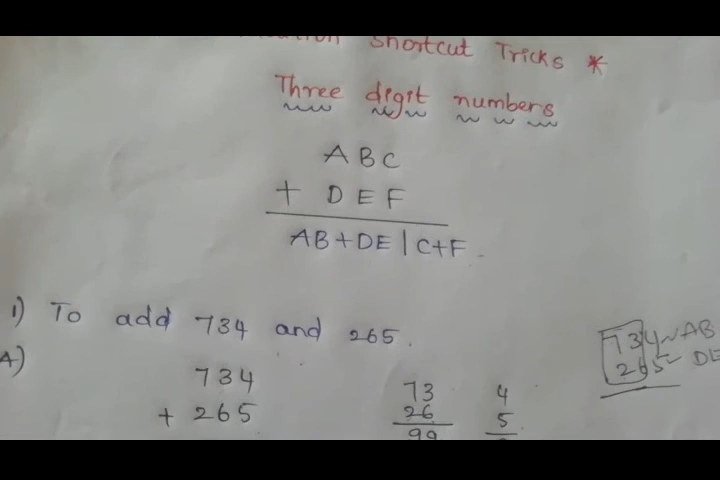 Shortcut Tricks *
Three digit numbers
ABC
+ DEF
AB+DE|C+F
1) To add 734 and 265.
A)
734
+ 265
73
26
99
4
5
734 AB
265 DE